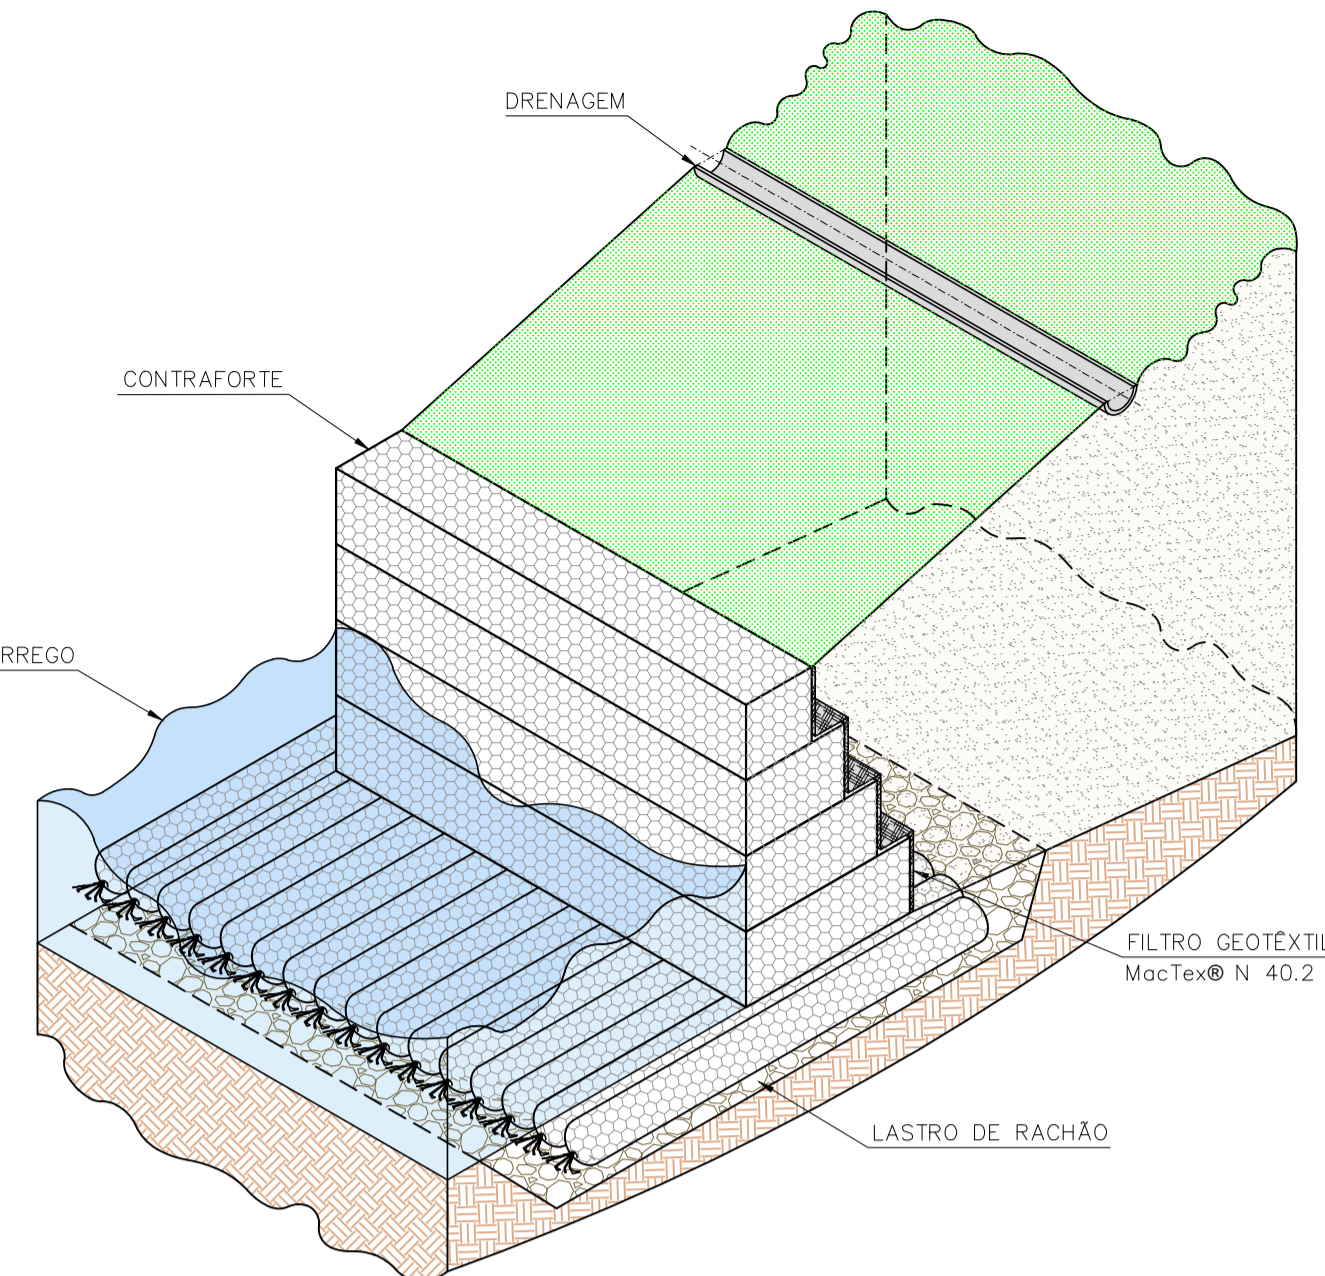 DRENAGEM
CONTRAFORTE
RREGO
FILTRO GEOTÊXTIL
MacTex® N 40.2
LASTRO DE RACHÃO